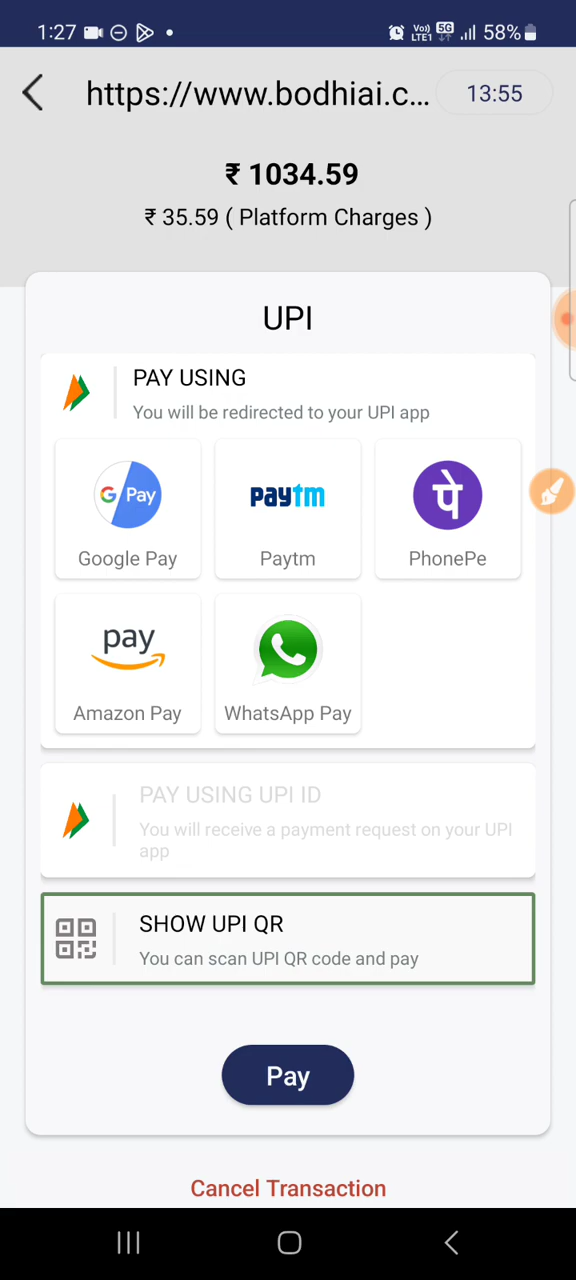 1:27 Vo)) LTE1 5G 58%
https://www.bodhiai.c... 13:55
₹ 1034.59
₹ 35.59 ( Platform Charges )
UPI
PAY USING
You will be redirected to your UPI app
G Pay paytm पे
Google Pay Paytm PhonePe
pay
Amazon Pay WhatsApp Pay
PAY USING UPI ID
You will receive a payment request on your UPI
app
SHOW UPI QR
You can scan UPI QR code and pay
Pay
Cancel Transaction